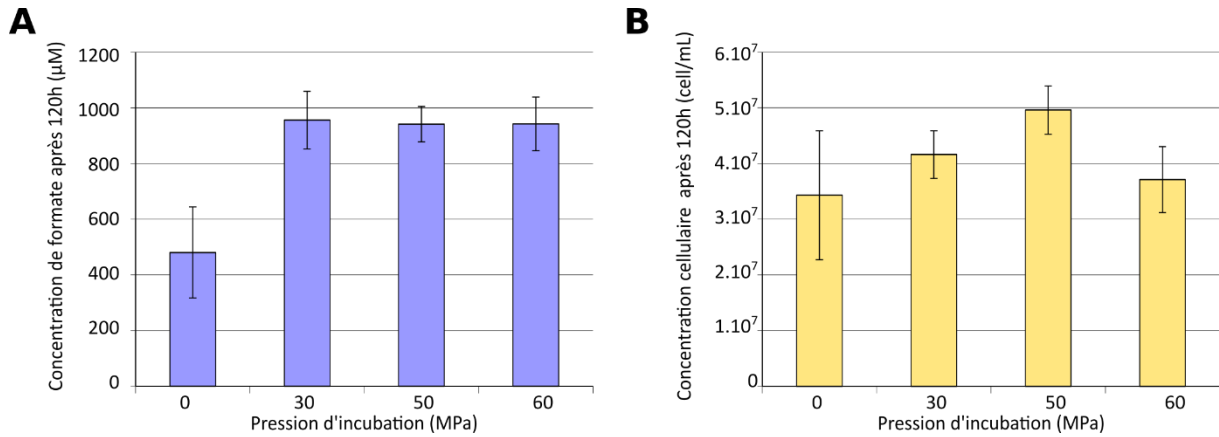 A
Concentration de formate après 120h (µM)
1200
1000
800
600
400
200
0
0 30 50 60
Pression d'incubation (MPa)
B
Concentration cellulaire après 120h (cell/mL)
6.10⁷
5.10⁷
4.10⁷
3.10⁷
2.10⁷
1.10⁷
0
0 30 50 60
Pression d'incubation (MPa)